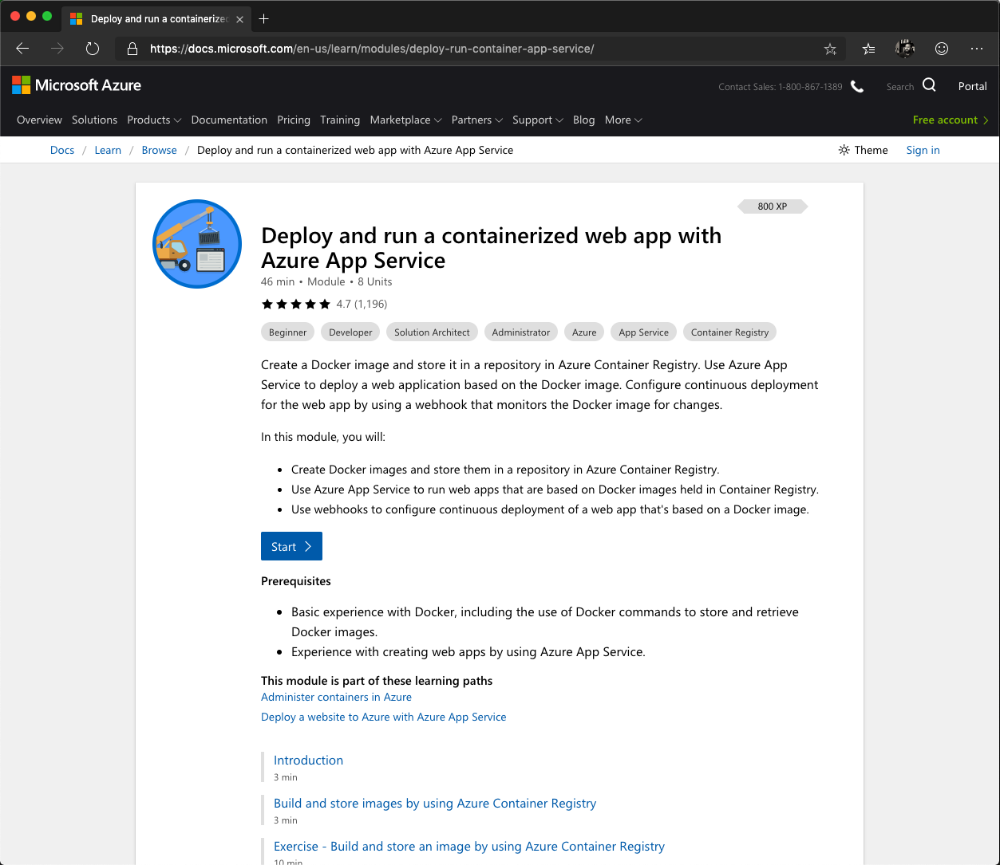 Deploy and run a containerized
https://docs.microsoft.com/en-us/learn/modules/deploy-run-container-app-service/
Microsoft Azure
Contact Sales: 1-800-867-1389
Search
Portal
Overview Solutions Products Documentation Pricing Training Marketplace Partners Support Blog More
Free account
Docs / Learn / Browse / Deploy and run a containerized web app with Azure App Service
Theme
Sign in
800 XP
Deploy and run a containerized web app with
Azure App Service
46 min • Module • 8 Units
4.7 (1,196)
Beginner Developer Solution Architect Administrator Azure App Service Container Registry
Create a Docker image and store it in a repository in Azure Container Registry. Use Azure App
Service to deploy a web application based on the Docker image. Configure continuous deployment
for the web app by using a webhook that monitors the Docker image for changes.
In this module, you will:
• Create Docker images and store them in a repository in Azure Container Registry.
• Use Azure App Service to run web apps that are based on Docker images held in Container Registry.
• Use webhooks to configure continuous deployment of a web app that's based on a Docker image.
Start
Prerequisites
• Basic experience with Docker, including the use of Docker commands to store and retrieve
Docker images.
• Experience with creating web apps by using Azure App Service.
This module is part of these learning paths
Administer containers in Azure
Deploy a website to Azure with Azure App Service
Introduction
3 min
Build and store images by using Azure Container Registry
3 min
Exercise - Build and store an image by using Azure Container Registry
10 min